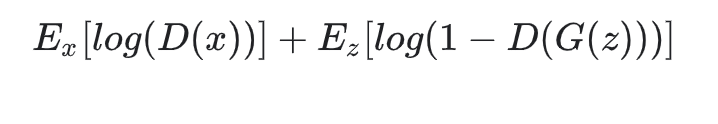 E_x[log(D(x))] + E_z[log(1 − D(G(z)))]